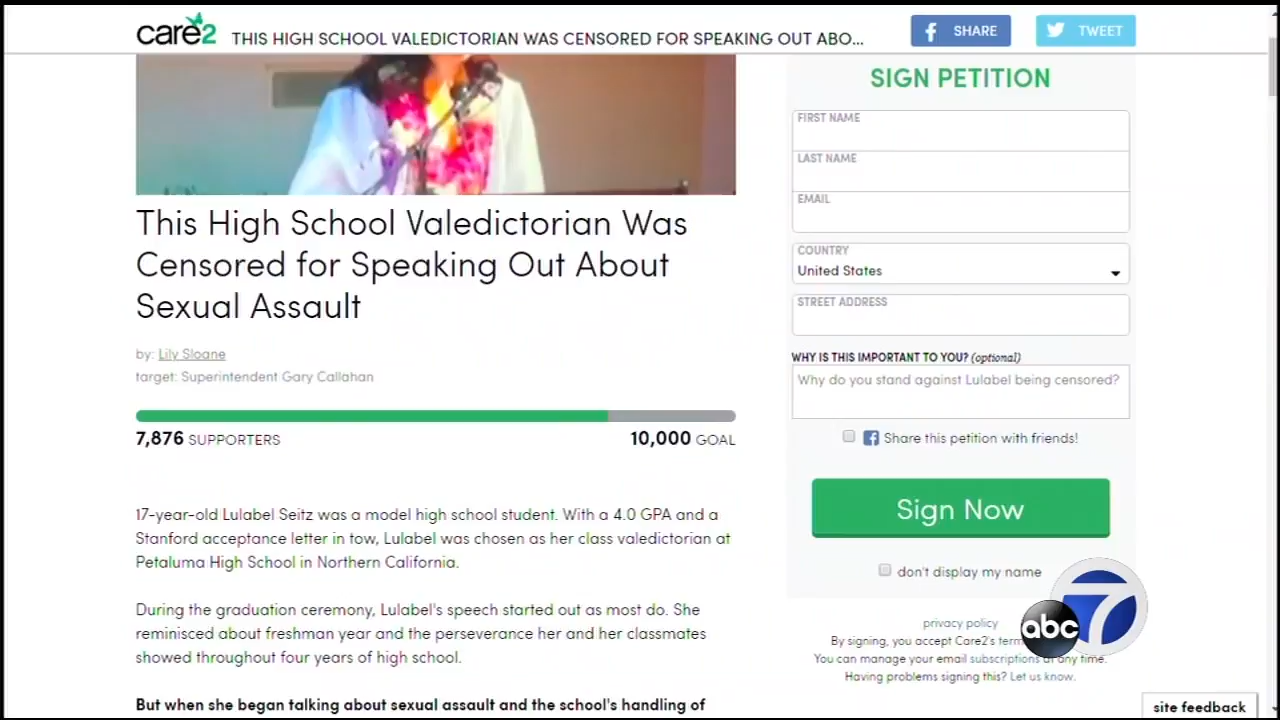 care2
THIS HIGH SCHOOL VALEDICTORIAN WAS CENSORED FOR SPEAKING OUT ABO...
SHARE
TWEET
This High School Valedictorian Was
Censored for Speaking Out About
Sexual Assault
by: Lily Sloane
target: Superintendent Gary Callahan
7,876 SUPPORTERS
10,000 GOAL
17-year-old Lulabel Seitz was a model high school student. With a 4.0 GPA and a
Stanford acceptance letter in tow, Lulabel was chosen as her class valedictorian at
Petaluma High School in Northern California.
During the graduation ceremony, Lulabel's speech started out as most do. She
reminisced about freshman year and the perseverance her and her classmates
showed throughout four years of high school.
But when she began talking about sexual assault and the school's handling of
SIGN PETITION
FIRST NAME
LAST NAME
EMAIL
COUNTRY
United States
STREET ADDRESS
WHY IS THIS IMPORTANT TO YOU? (optional)
Why do you stand against Lulabel being censored?
Share this petition with friends!
Sign Now
don't display my name
privacy policy
By signing, you accept Care2's term
You can manage your email subscriptions at any time.
Having problems signing this? Let us know.
abc 7
site feedback